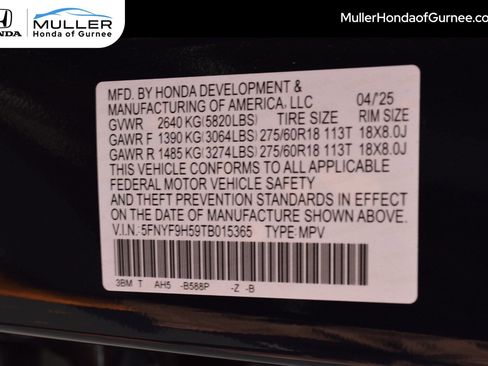 HONDA
MULLER
Honda of Gurnee
MullerHondaofGurnee.com
MFD. BY HONDA DEVELOPMENT &
MANUFACTURING OF AMERICA, LLC 04/'25
GVWR 2640 KG(5820LBS) TIRE SIZE RIM SIZE
GAWR F 1390 KG(3064LBS) 275/60R18 113T 18X8.0J
GAWR R 1485 KG(3274LBS) 275/60R18 113T 18X8.0J
THIS VEHICLE CONFORMS TO ALL APPLICABLE
FEDERAL MOTOR VEHICLE SAFETY
AND THEFT PREVENTION STANDARDS IN EFFECT
ON THE DATE OF MANUFACTURE SHOWN ABOVE.
V.I.N.: 5FNYF9H59TB015365 TYPE: MPV
3BM T AH5 -B588P -Z -B